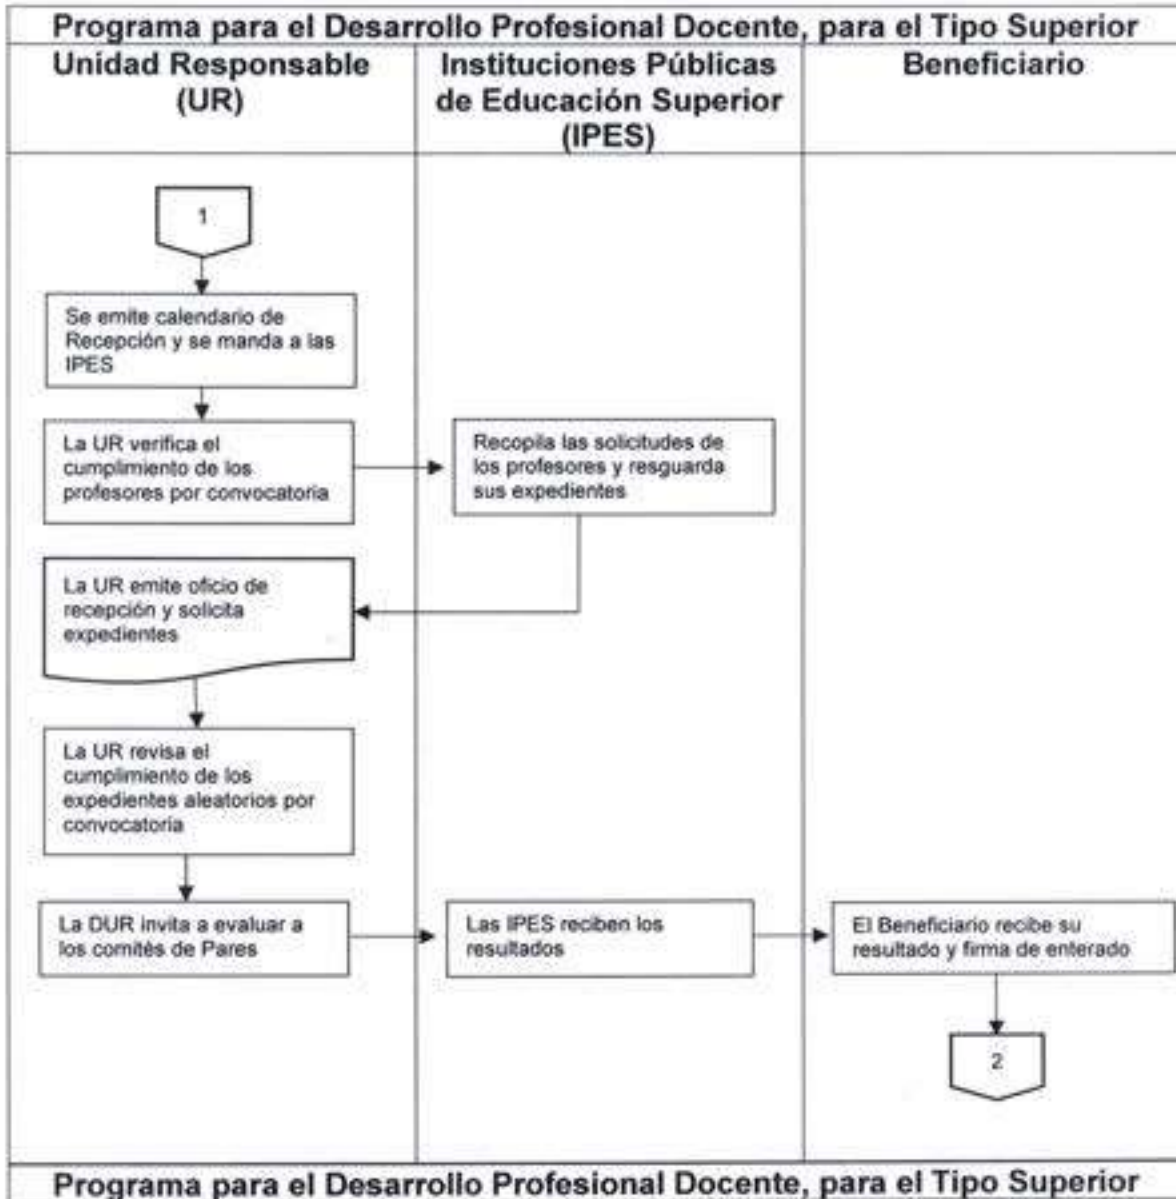 Programa para el Desarrollo Profesional Docente, para el Tipo Superior
Unidad Responsable
(UR)
Instituciones Públicas
de Educación Superior
(IPES)
Beneficiario
1
Se emite calendario de
Recepción y se manda a las
IPES
La UR verifica el
cumplimiento de los
profesores por convocatoria
Recopila las solicitudes de
los profesores y resguarda
sus expedientes
La UR emite oficio de
recepción y solicita
expedientes
La UR revisa el
cumplimiento de los
expedientes aleatorios por
convocatoria
La DUR invita a evaluar a
los comités de Pares
Las IPES reciben los
resultados
El Beneficiario recibe su
resultado y firma de enterado
2
Programa para el Desarrollo Profesional Docente, para el Tipo Superior